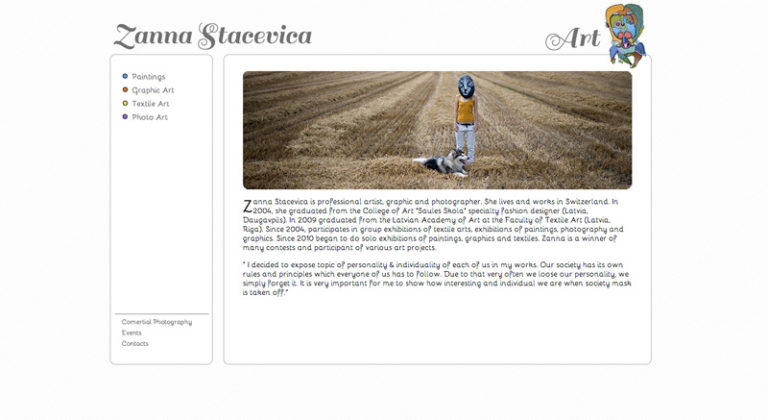 Zanna Stacevica
Art
Paintings
Graphic Art
Textile Art
Photo Art
Zanna Stacevica is professional artist, graphic and photographer. She lives and works in Switzerland. In
2004, she graduated from the College of Art "Saules Skola" specialty fashion designer (Latvia,
Daugavpils). In 2009 graduated from the Latvian Academy of Art at the Faculty of Textile Art (Latvia,
Riga). Since 2004, participates in group exhibitions of textile arts, exhibitions of paintings, photography and
graphics. Since 2010 began to do solo exhibitions of paintings, graphics and textiles. Zanna is a winner of
many contests and participant of various art projects.
" I decided to expose topic of personality & individuality of each of us in my works. Our society has its own
rules and principles which everyone of us has to follow. Due to that very often we loose our personality, we
simply forget it. It is very important for me to show how interesting and individual we are when society mask
is taken off."
Comertial Photography
Events
Contacts